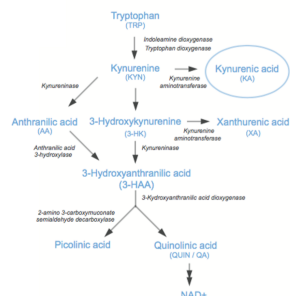 Tryptophan
(TRP)
Indoleamine dioxygenase
Tryptophan dioxygenase
Kynurenine
(KYN)
Kynurenine
aminotransferase
Kynurenic acid
(KA)
Kynureninase
Anthranilic acid
(AA)
3-Hydroxykynurenine
(3-HK)
Kynurenine
aminotransferase
Xanthurenic acid
(XA)
Anthranilic acid
3-hydroxylase
Kynureninase
3-Hydroxyanthranilic acid
(3-HAA)
3-Kydroxyanthranilic acid dioxygenase
2-amino 3-carboxymuconate
semialdehyde decarboxylase
Picolinic acid
Quinolinic acid
(QUIN / QA)
NAD+